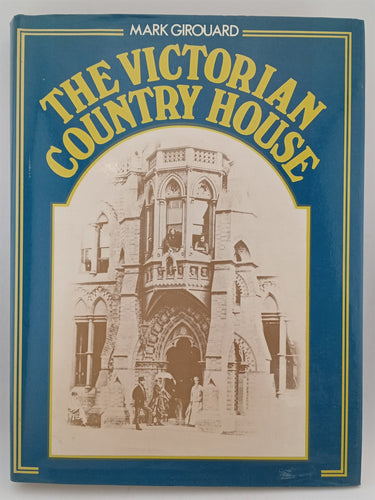 MARK GIROUARD
THE VICTORIAN
COUNTRY HOUSE